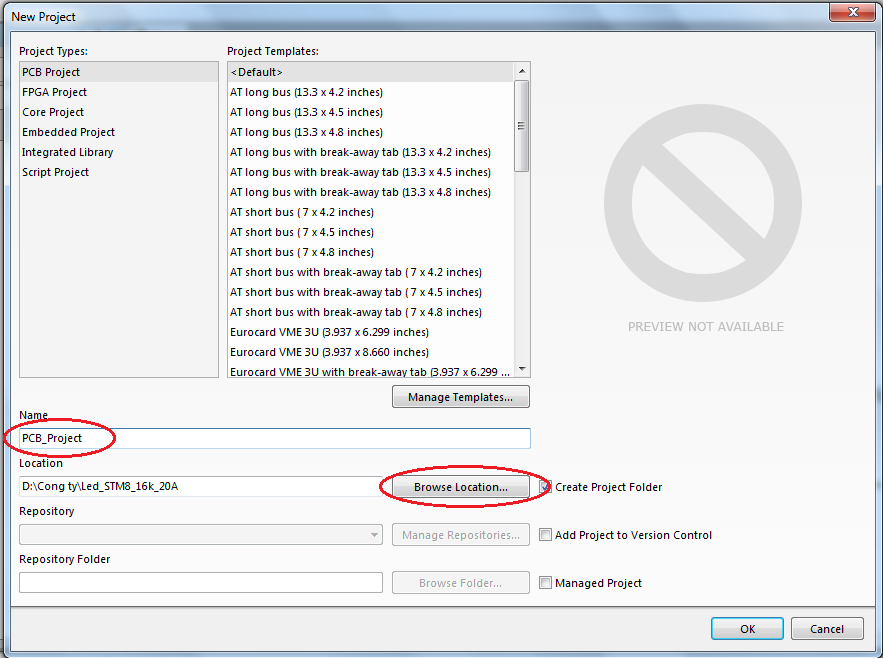 New Project
Project Types:
PCB Project
FPGA Project
Core Project
Embedded Project
Integrated Library
Script Project
Project Templates:
<Default>
AT long bus (13.3 x 4.2 inches)
AT long bus (13.3 x 4.5 inches)
AT long bus (13.3 x 4.8 inches)
AT long bus with break-away tab (13.3 x 4.2 inches)
AT long bus with break-away tab (13.3 x 4.5 inches)
AT long bus with break-away tab (13.3 x 4.8 inches)
AT short bus ( 7 x 4.2 inches)
AT short bus ( 7 x 4.5 inches)
AT short bus ( 7 x 4.8 inches)
AT short bus with break-away tab ( 7 x 4.2 inches)
AT short bus with break-away tab ( 7 x 4.5 inches)
AT short bus with break-away tab ( 7 x 4.8 inches)
Eurocard VME 3U (3.937 x 6.299 inches)
Eurocard VME 3U (3.937 x 8.660 inches)
Eurocard VME 3U with break-away tab (3.937 x 6.299 ...
PREVIEW NOT AVAILABLE
Manage Templates...
Name
PCB_Project
Location
D:\Cong ty\Led_STM8_16k_20A
Browse Location...
Create Project Folder
Repository
Manage Repositories...
Add Project to Version Control
Repository Folder
Browse Folder...
Managed Project
OK
Cancel